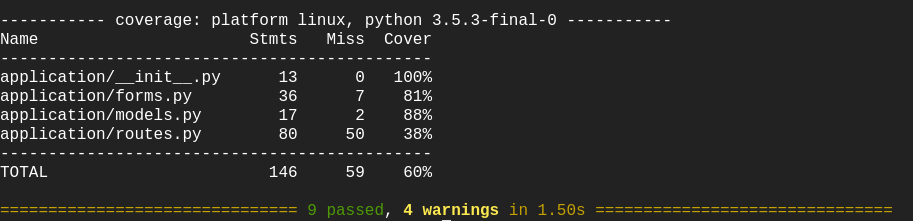 ----------- coverage: platform linux, python 3.5.3-final-0 -----------
Name                      Stmts   Miss  Cover
---------------------------------------------
application/__init__.py      13      0   100%
application/forms.py         36      7    81%
application/models.py        17      2    88%
application/routes.py        80     50    38%
---------------------------------------------
TOTAL                       146     59    60%
=============================== 9 passed, 4 warnings in 1.50s ===============================